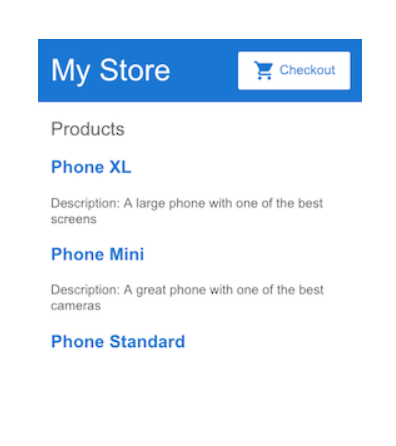 My Store
Checkout
Products
Phone XL
Description: A large phone with one of the best
screens
Phone Mini
Description: A great phone with one of the best
cameras
Phone Standard